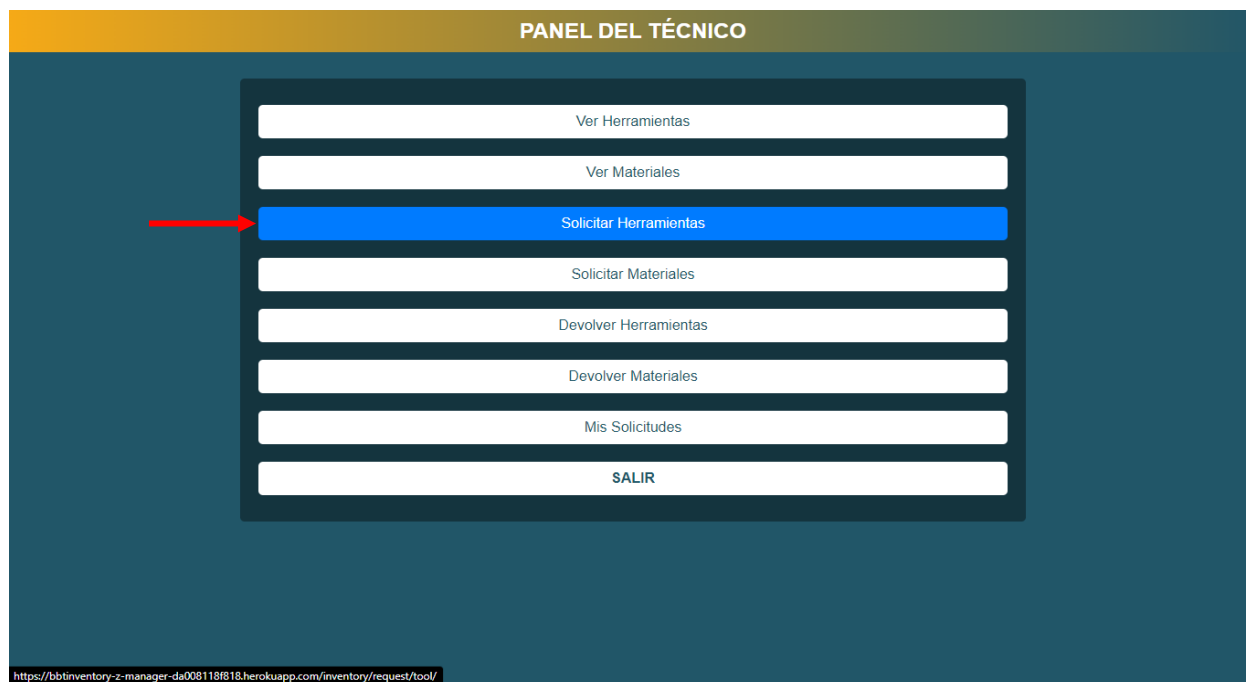 PANEL DEL TÉCNICO
Ver Herramientas
Ver Materiales
Solicitar Herramientas
Solicitar Materiales
Devolver Herramientas
Devolver Materiales
Mis Solicitudes
SALIR
https://bbtinventory-z-manager-da008118f818.herokuapp.com/inventory/request/tool/